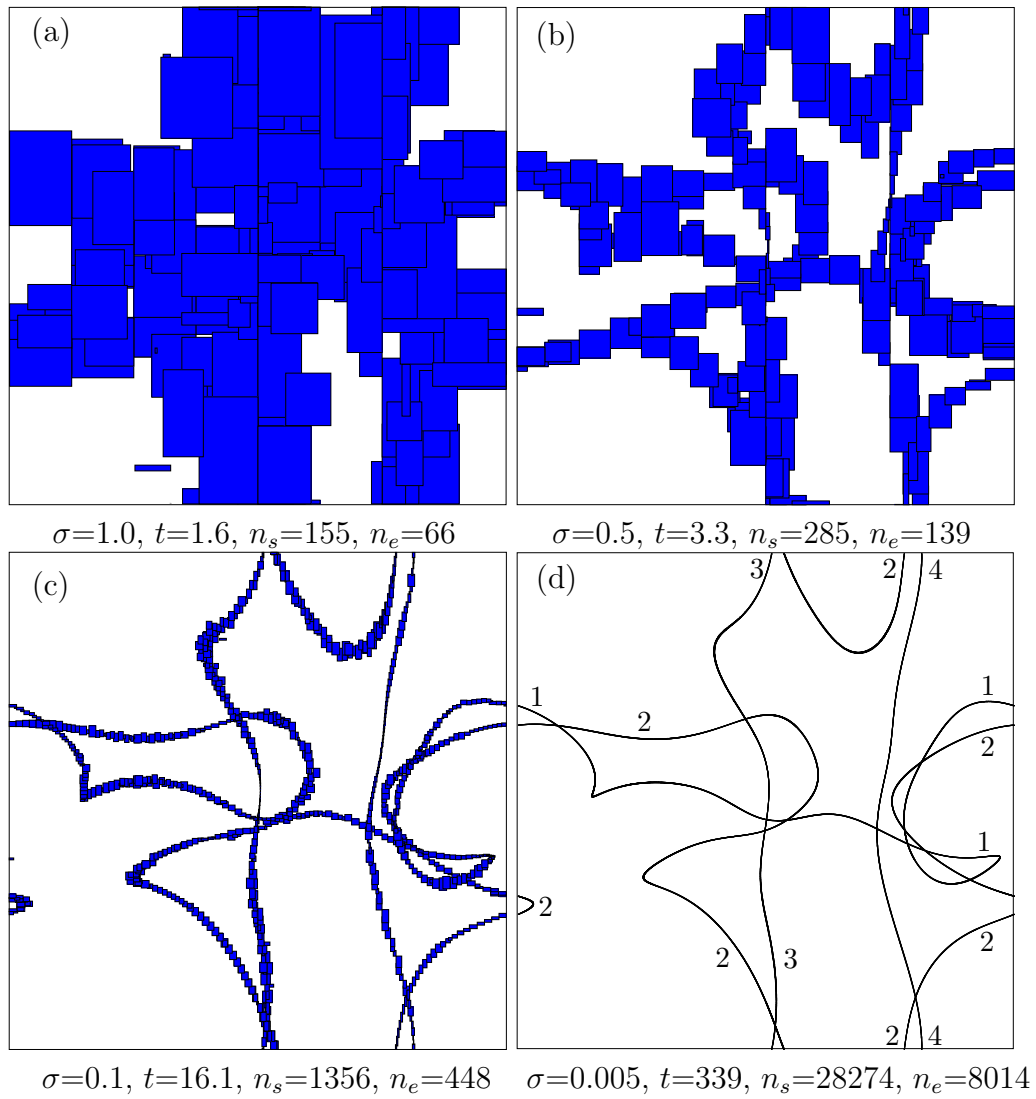 (a)
(b)
σ=1.0, t=1.6, n_s=155, n_e=66
σ=0.5, t=3.3, n_s=285, n_e=139
(c)
2
(d)
3
2
4
1
2
1
2
1
2
3
2
2
4
σ=0.1, t=16.1, n_s=1356, n_e=448
σ=0.005, t=339, n_s=28274, n_e=8014